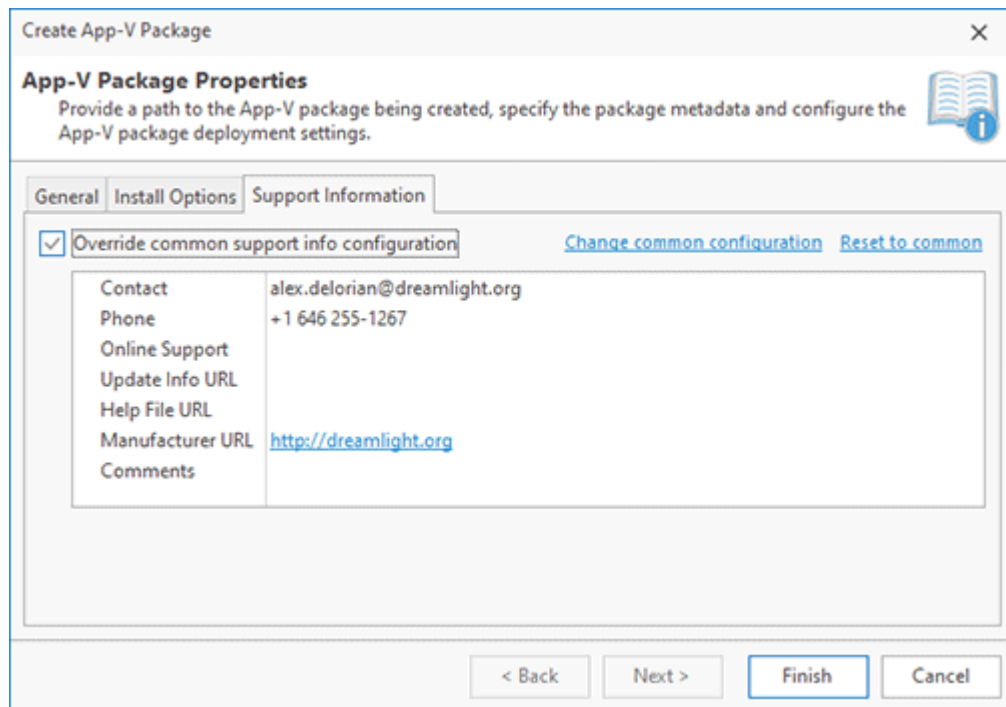 Create App-V Package
App-V Package Properties
Provide a path to the App-V package being created, specify the package metadata and configure the
App-V package deployment settings.
General Install Options Support Information
Override common support info configuration Change common configuration Reset to common
Contact alex.delorian@dreamlight.org
Phone +1 646 255-1267
Online Support
Update Info URL
Help File URL
Manufacturer URL http://dreamlight.org
Comments
< Back Next > Finish Cancel